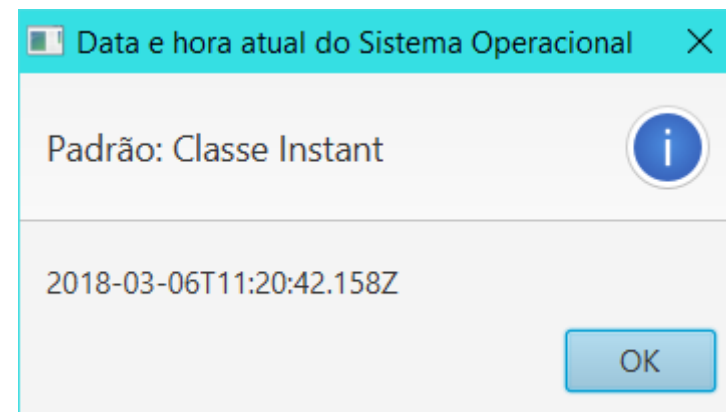 Data e hora atual do Sistema Operacional
Padrão: Classe Instant
2018-03-06T11:20:42.158Z
OK